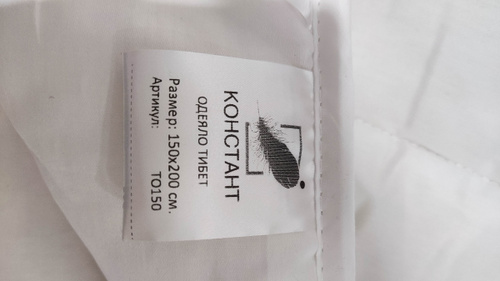 КОНСТАНТ
ОДЕЯЛО ТИБЕТ
Размер: 150х200 см.
Артикул: ТО150